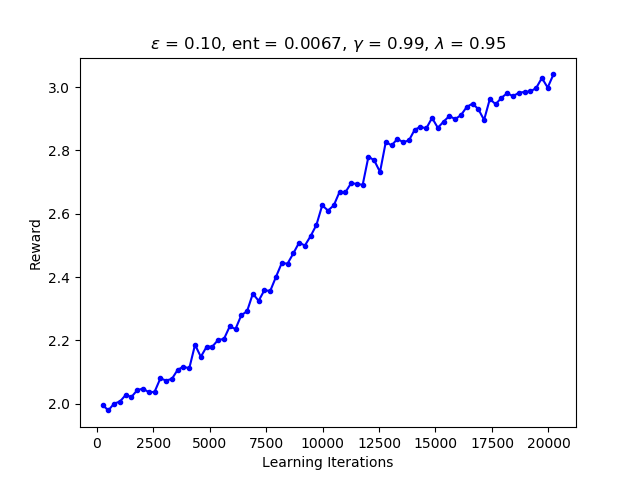 ε = 0.10, ent = 0.0067, γ = 0.99, λ = 0.95
3.0
2.8
2.6
2.4
2.2
2.0
Reward
0 2500 5000 7500 10000 12500 15000 17500 20000
Learning Iterations